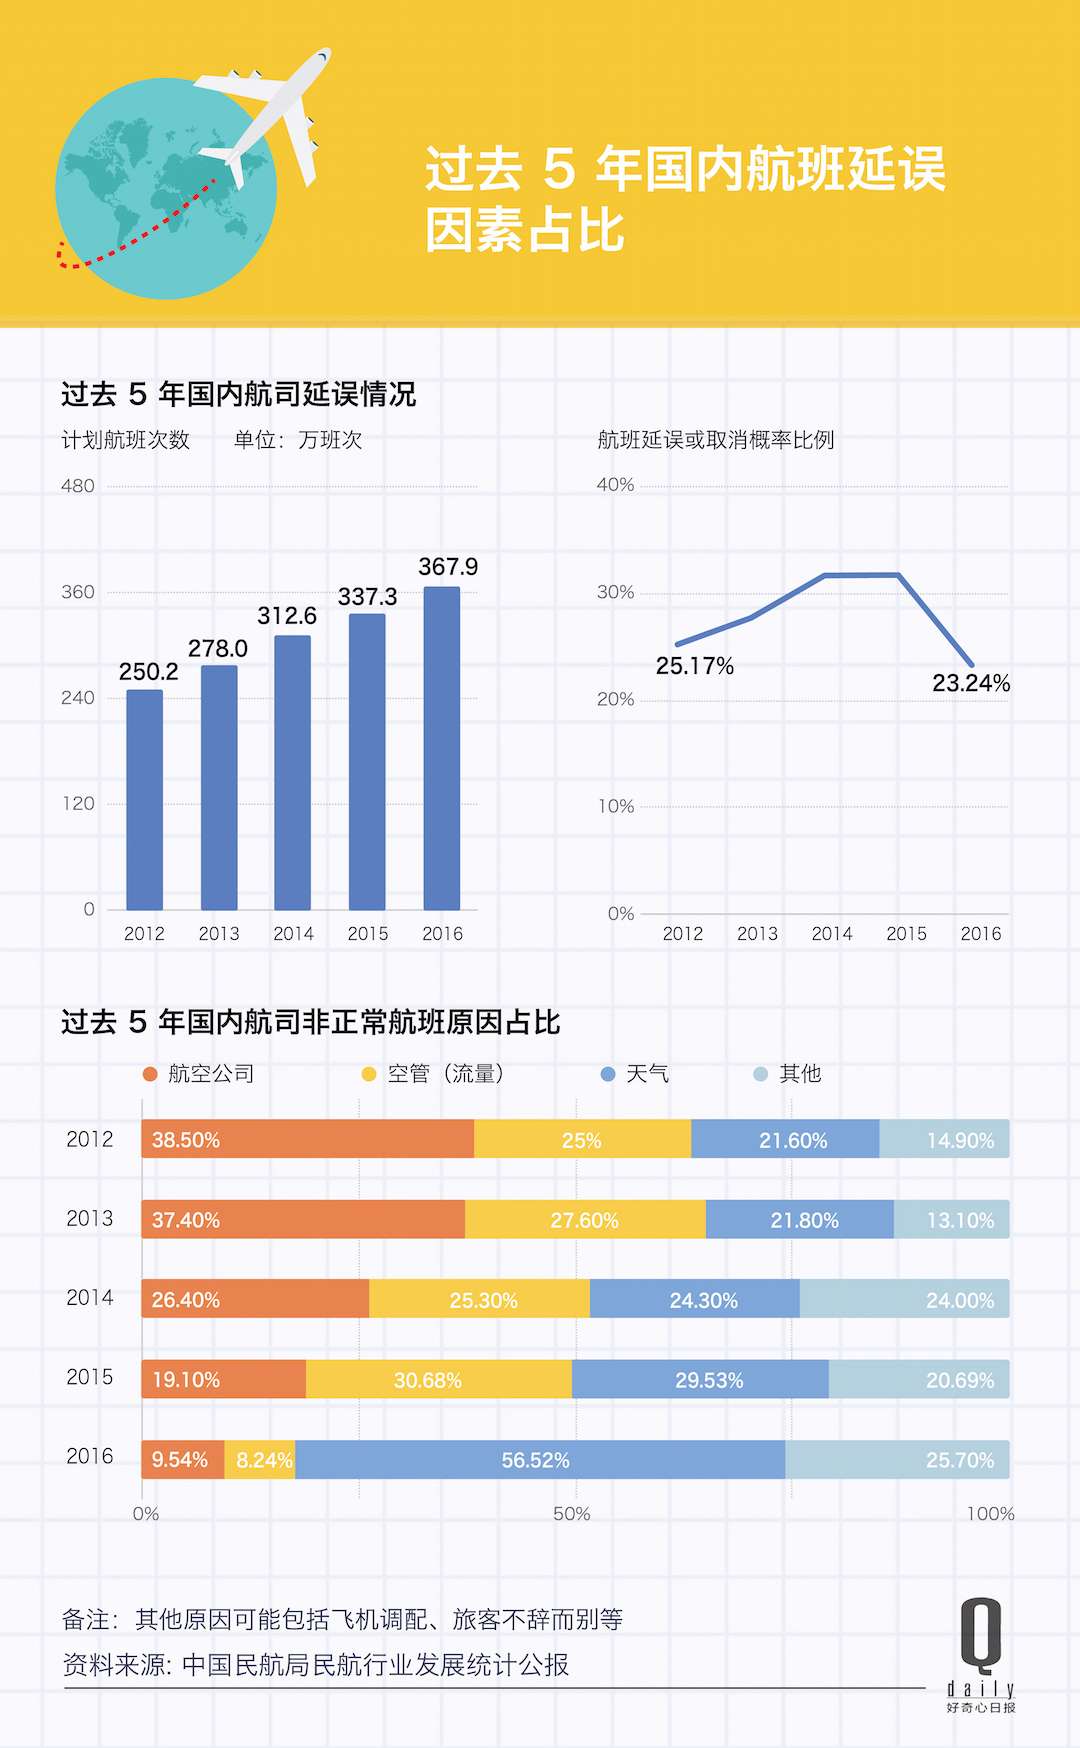 过去 5 年国内航班延误
因素占比
过去 5 年国内航司延误情况
计划航班次数 单位：万班次
480
360
240
120
0
250.2
278.0
312.6
337.3
367.9
2012 2013 2014 2015 2016
航班延误或取消概率比例
40%
30%
20%
10%
0%
25.17%
23.24%
2012 2013 2014 2015 2016
过去 5 年国内航司非正常航班原因占比
航空公司 空管（流量） 天气 其他
2012 38.50% 25% 21.60% 14.90%
2013 37.40% 27.60% 21.80% 13.10%
2014 26.40% 25.30% 24.30% 24.00%
2015 19.10% 30.68% 29.53% 20.69%
2016 9.54% 8.24% 56.52% 25.70%
0% 50% 100%
备注：其他原因可能包括飞机调配、旅客不辞而别等
资料来源: 中国民航局民航行业发展统计公报
Q
daily
好奇心日报